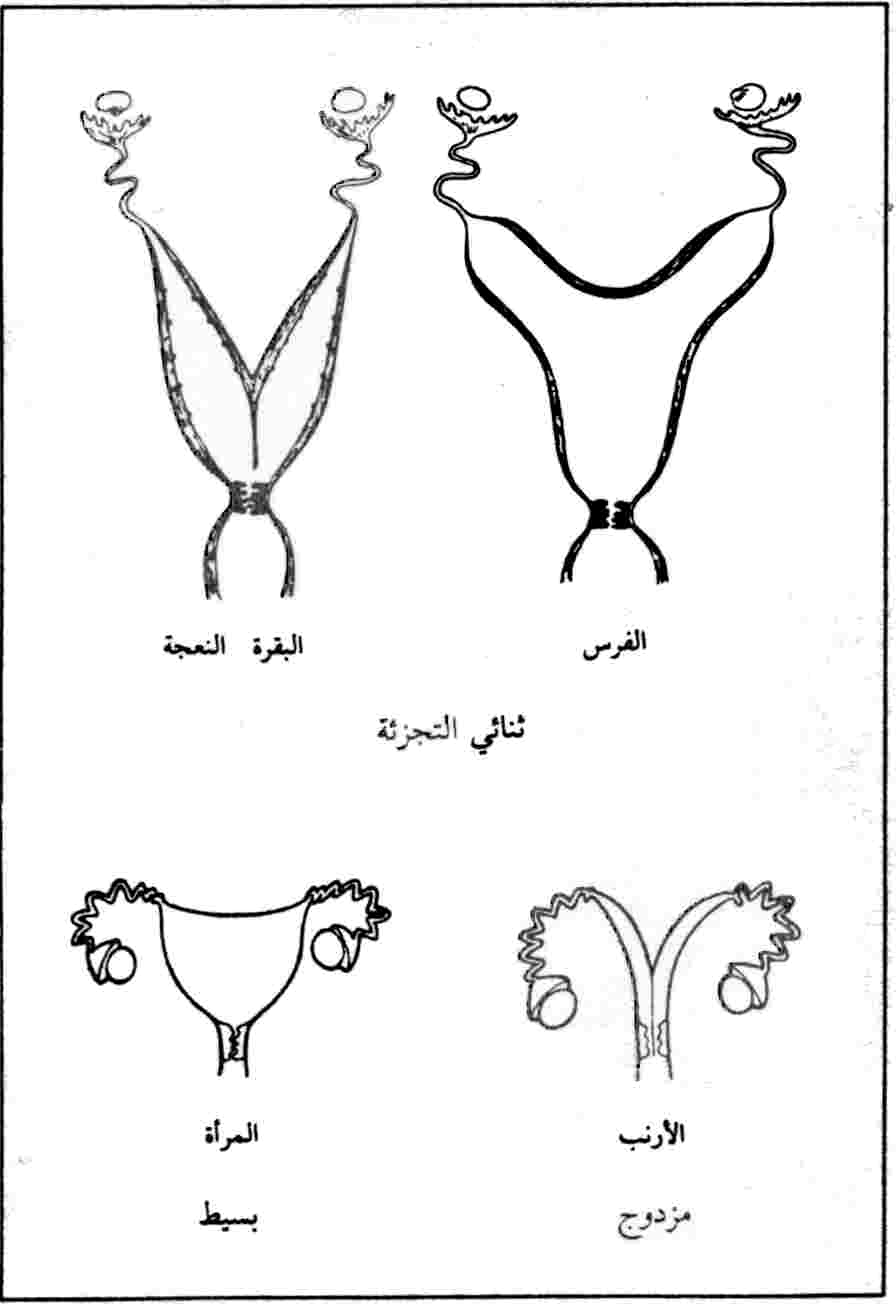 الفرس
البقرة النعجة
ثنائي التجزئة
الأرنب
المرأة
مزدوج
بسيط